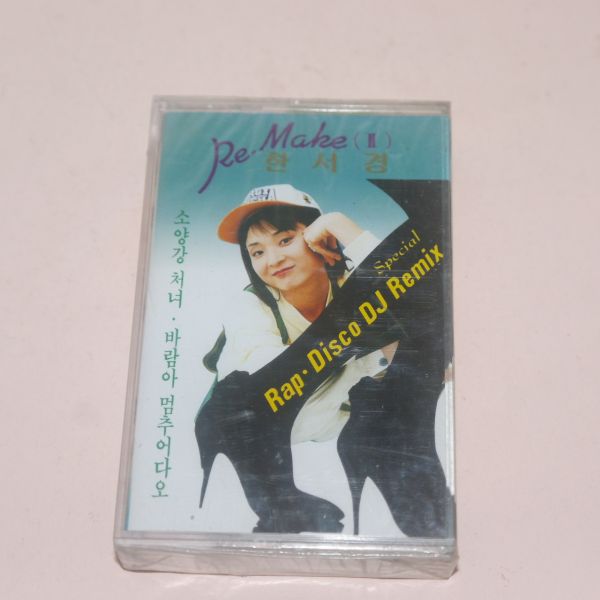 Re. Make (Ⅱ)
한서경
소양강 처녀 · 바람아 멈추어다오
Special
Rap · Disco DJ Remix